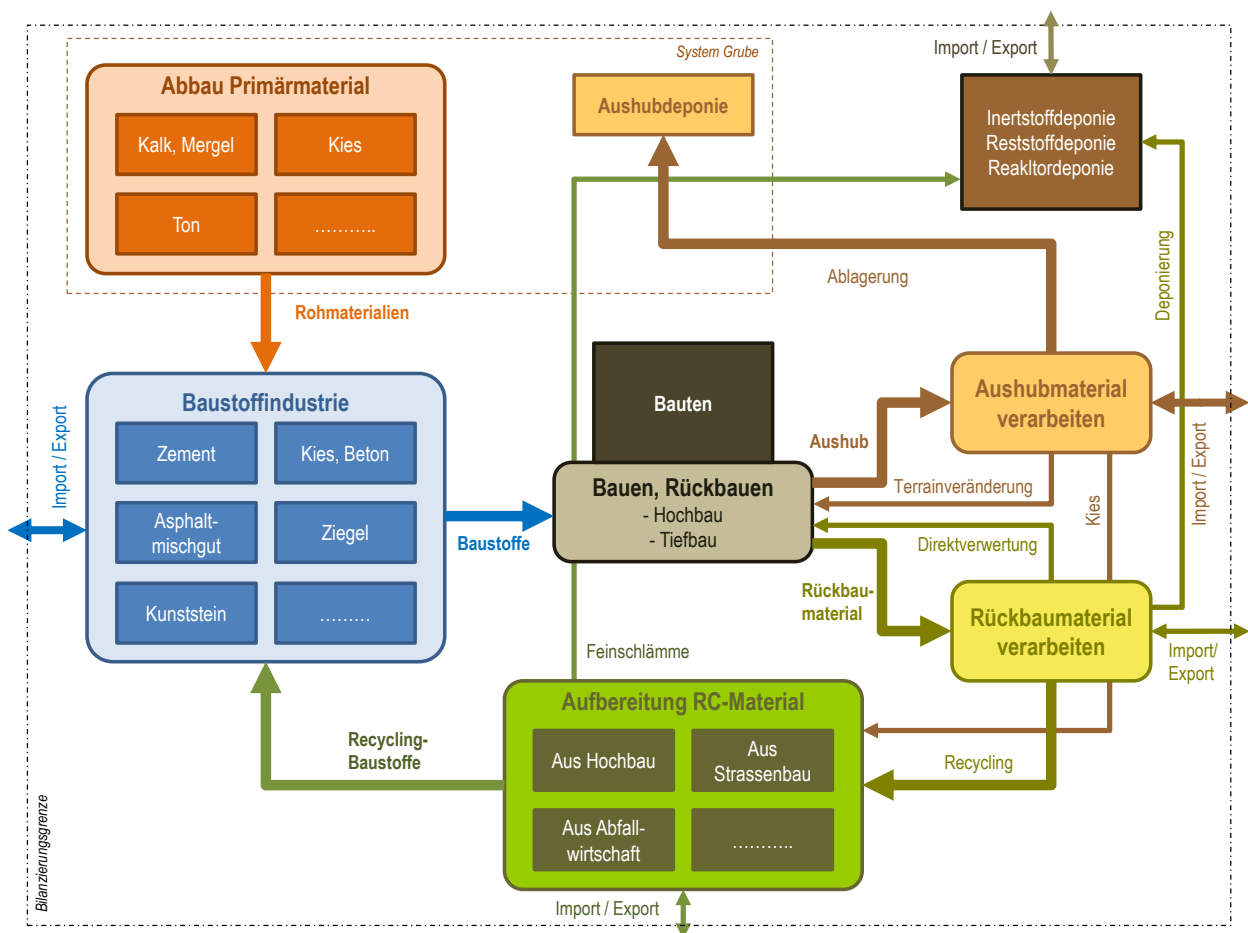 System Grube
Import / Export
Abbau Primärmaterial
Kalk, Mergel
Kies
Ton
………..
Aushubdeponie
Inertstoffdeponie
Reststoffdeponie
Reakltordeponie
Rohmaterialien
Ablagerung
Deponierung
Baustoffindustrie
Zement
Kies, Beton
Asphalt-
mischgut
Ziegel
Kunststein
………
Import / Export
Baustoffe
Bauten
Bauen, Rückbauen
- Hochbau
- Tiefbau
Aushub
Aushubmaterial
verarbeiten
Terrainveränderung
Kies
Import / Export
Direktverwertung
Rückbau-
material
Rückbaumaterial
verarbeiten
Import/
Export
Feinschlämme
Aufbereitung RC-Material
Aus Hochbau
Aus
Strassenbau
Aus Abfall-
wirtschaft
………..
Recycling-
Baustoffe
Recycling
Import / Export
Bilanzierungsgrenze